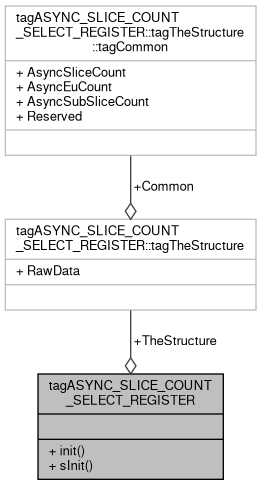 tagASYNC_SLICE_COUNT
_SELECT_REGISTER::tagTheStructure
::tagCommon
+ AsyncSliceCount
+ AsyncEuCount
+ AsyncSubSliceCount
+ Reserved
+Common
tagASYNC_SLICE_COUNT
_SELECT_REGISTER::tagTheStructure
+ RawData
+TheStructure
tagASYNC_SLICE_COUNT
_SELECT_REGISTER
+ init()
+ sInit()